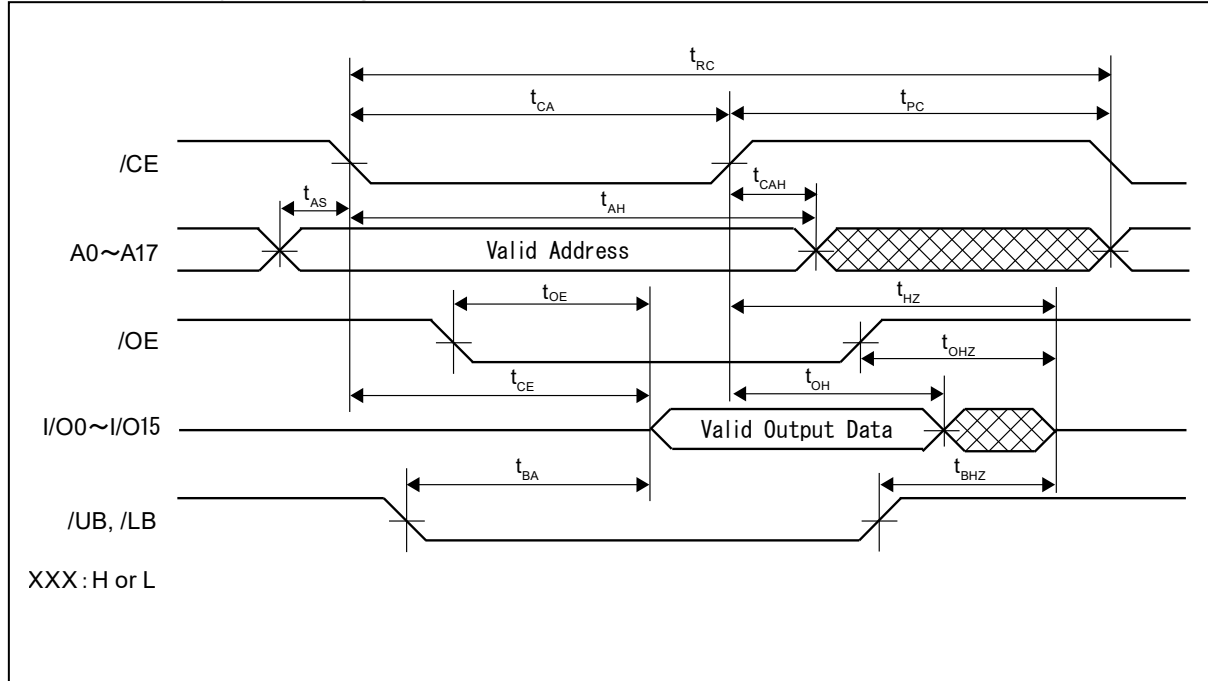 tRC
tCA
tPC
/CE
tCAH
tAS
tAH
A0～A17
Valid Address
tOE
tHZ
/OE
tOHZ
tCE
tOH
I/O0～I/O15
Valid Output Data
tBA
tBHZ
/UB, /LB
XXX : H or L